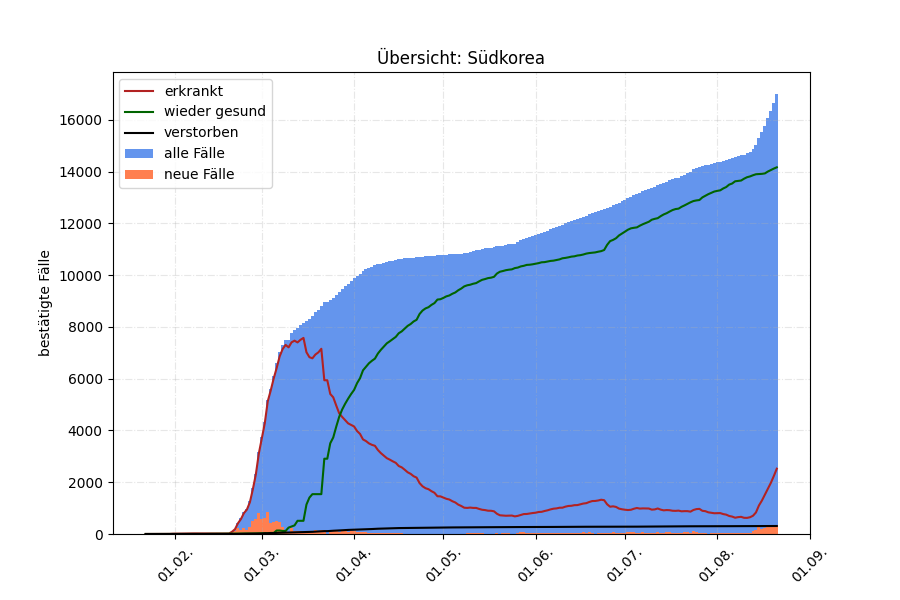 Übersicht: Südkorea
erkrankt
wieder gesund
verstorben
alle Fälle
neue Fälle
bestätigte Fälle
16000
14000
12000
10000
8000
6000
4000
2000
0
01.02.
01.03.
01.04.
01.05.
01.06.
01.07.
01.08.
01.09.